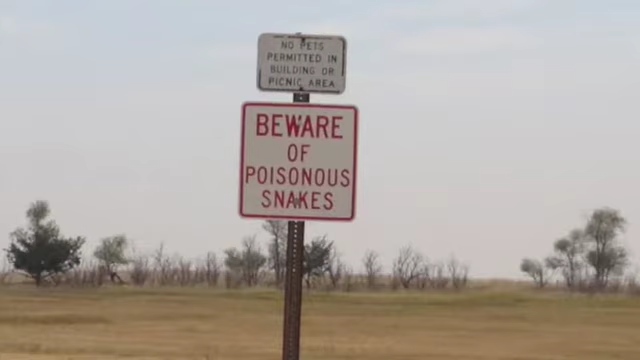 NO PETS
PERMITTED IN
BUILDING OR
PICNIC AREA
BEWARE
OF
POISONOUS
SNAKES